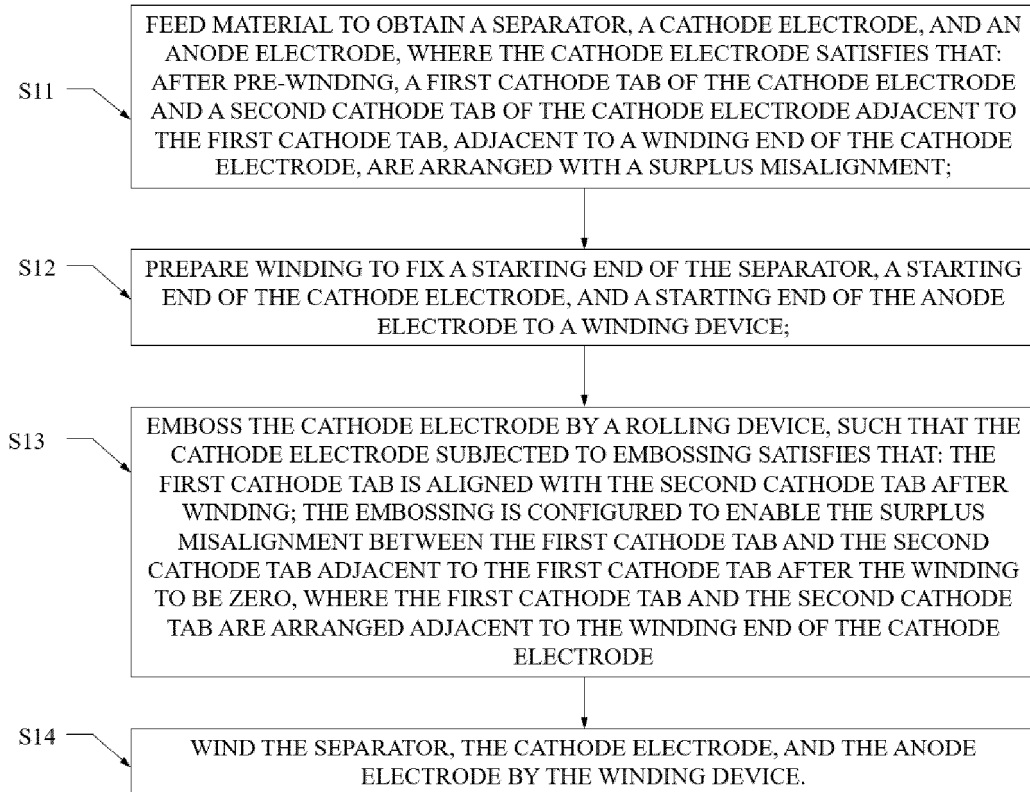 S11
FEED MATERIAL TO OBTAIN A SEPARATOR, A CATHODE ELECTRODE, AND AN
ANODE ELECTRODE, WHERE THE CATHODE ELECTRODE SATISFIES THAT:
AFTER PRE-WINDING, A FIRST CATHODE TAB OF THE CATHODE ELECTRODE
AND A SECOND CATHODE TAB OF THE CATHODE ELECTRODE ADJACENT TO
THE FIRST CATHODE TAB, ADJACENT TO A WINDING END OF THE CATHODE
ELECTRODE, ARE ARRANGED WITH A SURPLUS MISALIGNMENT;
S12
PREPARE WINDING TO FIX A STARTING END OF THE SEPARATOR, A STARTING
END OF THE CATHODE ELECTRODE, AND A STARTING END OF THE ANODE
ELECTRODE TO A WINDING DEVICE;
S13
EMBOSS THE CATHODE ELECTRODE BY A ROLLING DEVICE, SUCH THAT THE
CATHODE ELECTRODE SUBJECTED TO EMBOSSING SATISFIES THAT: THE
FIRST CATHODE TAB IS ALIGNED WITH THE SECOND CATHODE TAB AFTER
WINDING; THE EMBOSSING IS CONFIGURED TO ENABLE THE SURPLUS
MISALIGNMENT BETWEEN THE FIRST CATHODE TAB AND THE SECOND
CATHODE TAB ADJACENT TO THE FIRST CATHODE TAB AFTER THE WINDING
TO BE ZERO, WHERE THE FIRST CATHODE TAB AND THE SECOND CATHODE
TAB ARE ARRANGED ADJACENT TO THE WINDING END OF THE CATHODE
ELECTRODE
S14
WIND THE SEPARATOR, THE CATHODE ELECTRODE, AND THE ANODE
ELECTRODE BY THE WINDING DEVICE.